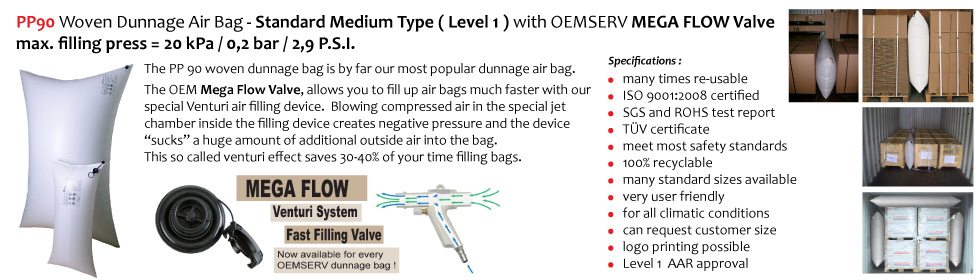 PP90 Woven Dunnage Air Bag - Standard Medium Type ( Level 1 ) with OEMSERV MEGA FLOW Valve
max. filling press = 20 kPa / 0,2 bar / 2,9 P.S.I.
The PP 90 woven dunnage bag is by far our most popular dunnage air bag.
The OEM Mega Flow Valve, allows you to fill up air bags much faster with our
special Venturi air filling device. Blowing compressed air in the special jet
chamber inside the filling device creates negative pressure and the device
“sucks” a huge amount of additional outside air into the bag.
This so called venturi effect saves 30-40% of your time filling bags.
MEGA FLOW
Venturi System
Fast Filling Valve
Now available for every
OEMSERV dunnage bag !
Specifications :
many times re-usable
ISO 9001:2008 certified
SGS and ROHS test report
TÜV certificate
meet most safety standards
100% recyclable
many standard sizes available
very user friendly
for all climatic conditions
can request customer size
logo printing possible
Level 1 AAR approval